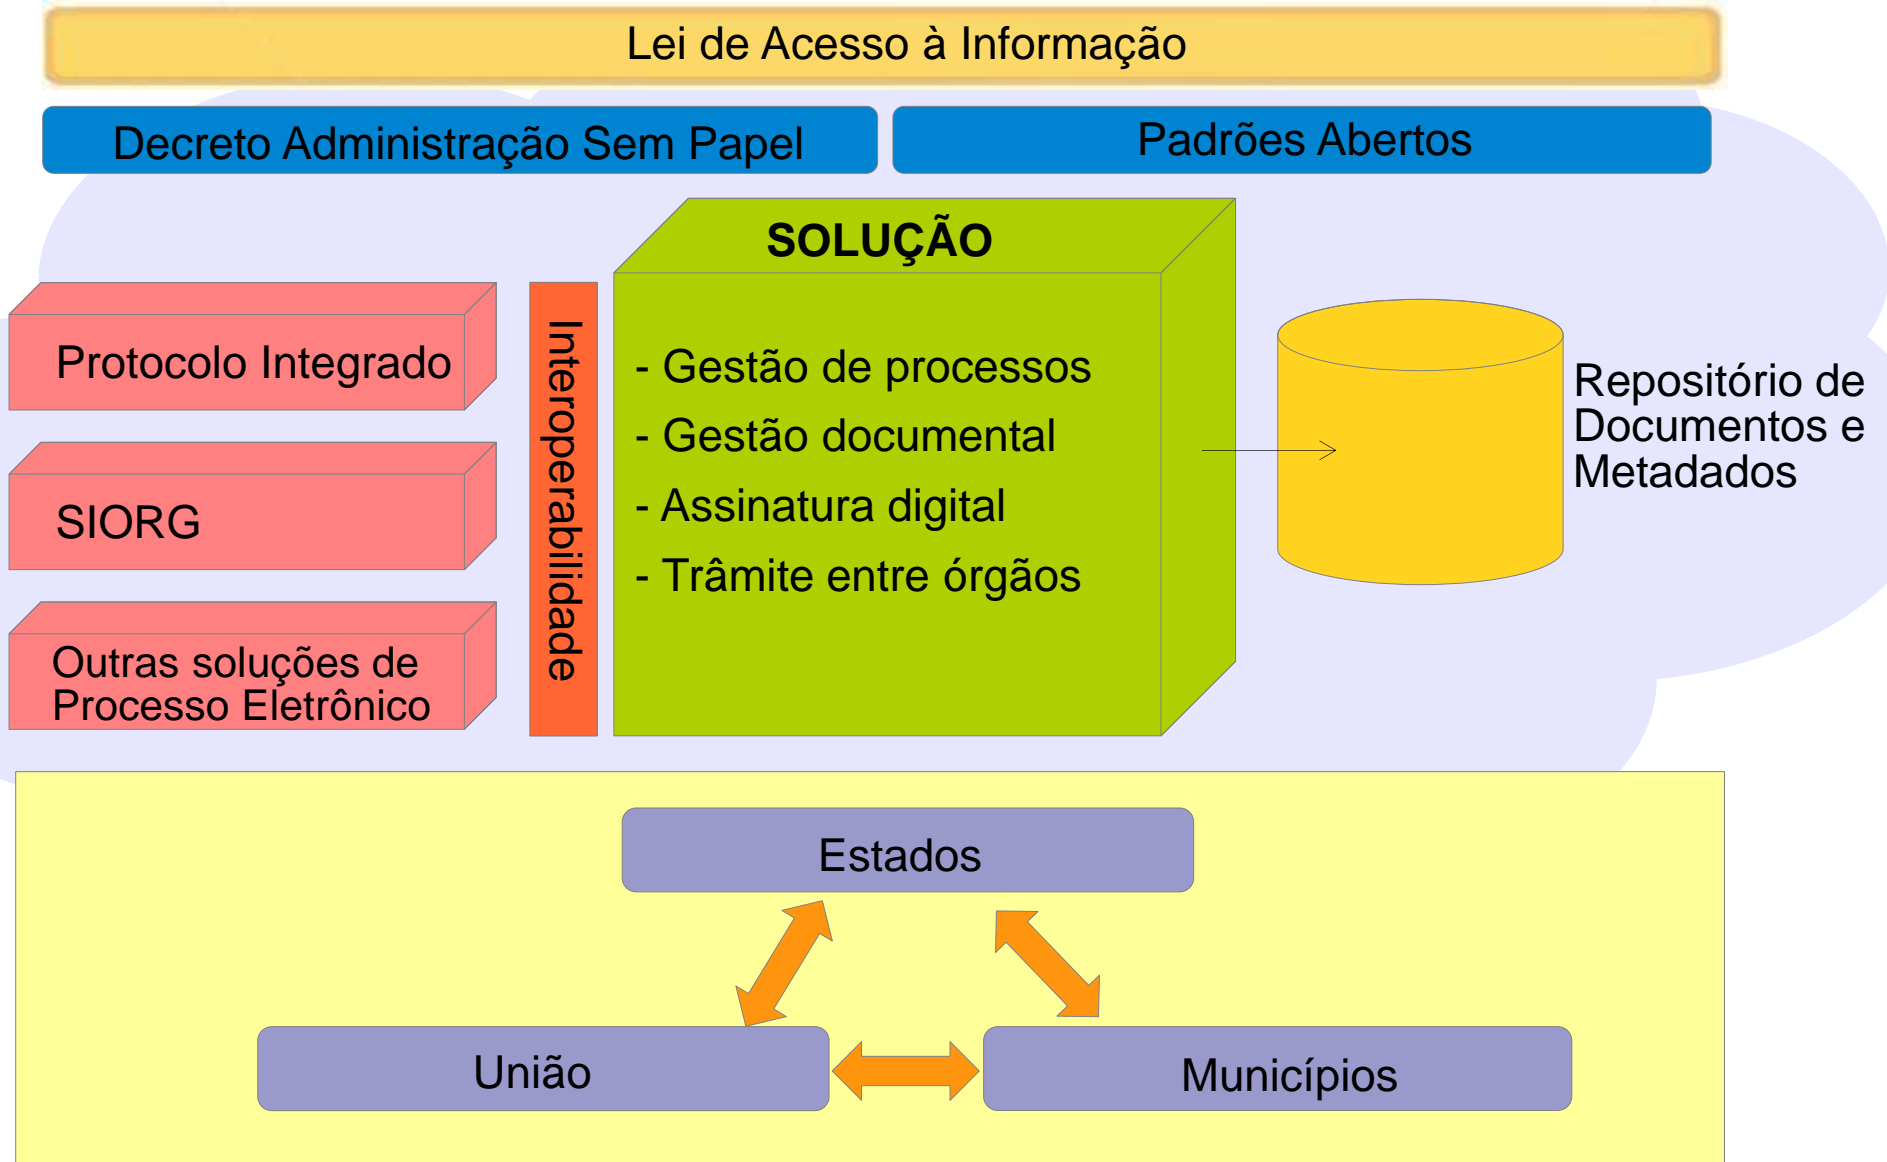 Lei de Acesso à Informação
Decreto Administração Sem Papel
Padrões Abertos
SOLUÇÃO
Protocolo Integrado
SIORG
Outras soluções de
Processo Eletrônico
Interoperabilidade
- Gestão de processos
- Gestão documental
- Assinatura digital
- Trâmite entre órgãos
Repositório de
Documentos e
Metadados
Estados
União
Municípios